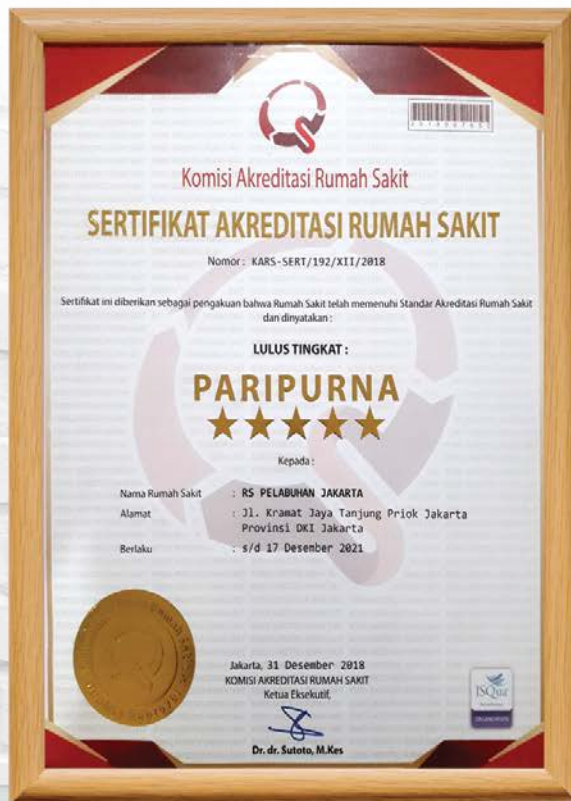 Komisi Akreditasi Rumah Sakit
SERTIFIKAT AKREDITASI RUMAH SAKIT
Nomor : KARS-SERT/192/XII/2018
Sertifikat ini diberikan sebagai pengakuan bahwa Rumah Sakit telah memenuhi Standar Akreditasi Rumah Sakit
dan dinyatakan :
LULUS TINGKAT :
PARIPURNA
Kepada :
Nama Rumah Sakit : RS PELABUHAN JAKARTA
Alamat : Jl. Kramat Jaya Tanjung Priok Jakarta
Provinsi DKI Jakarta
Berlaku : s/d 17 Desember 2021
Jakarta, 31 Desember 2018
KOMISI AKREDITASI RUMAH SAKIT
Ketua Eksekutif,
Dr. dr. Sutoto, M.Kes
ISQua